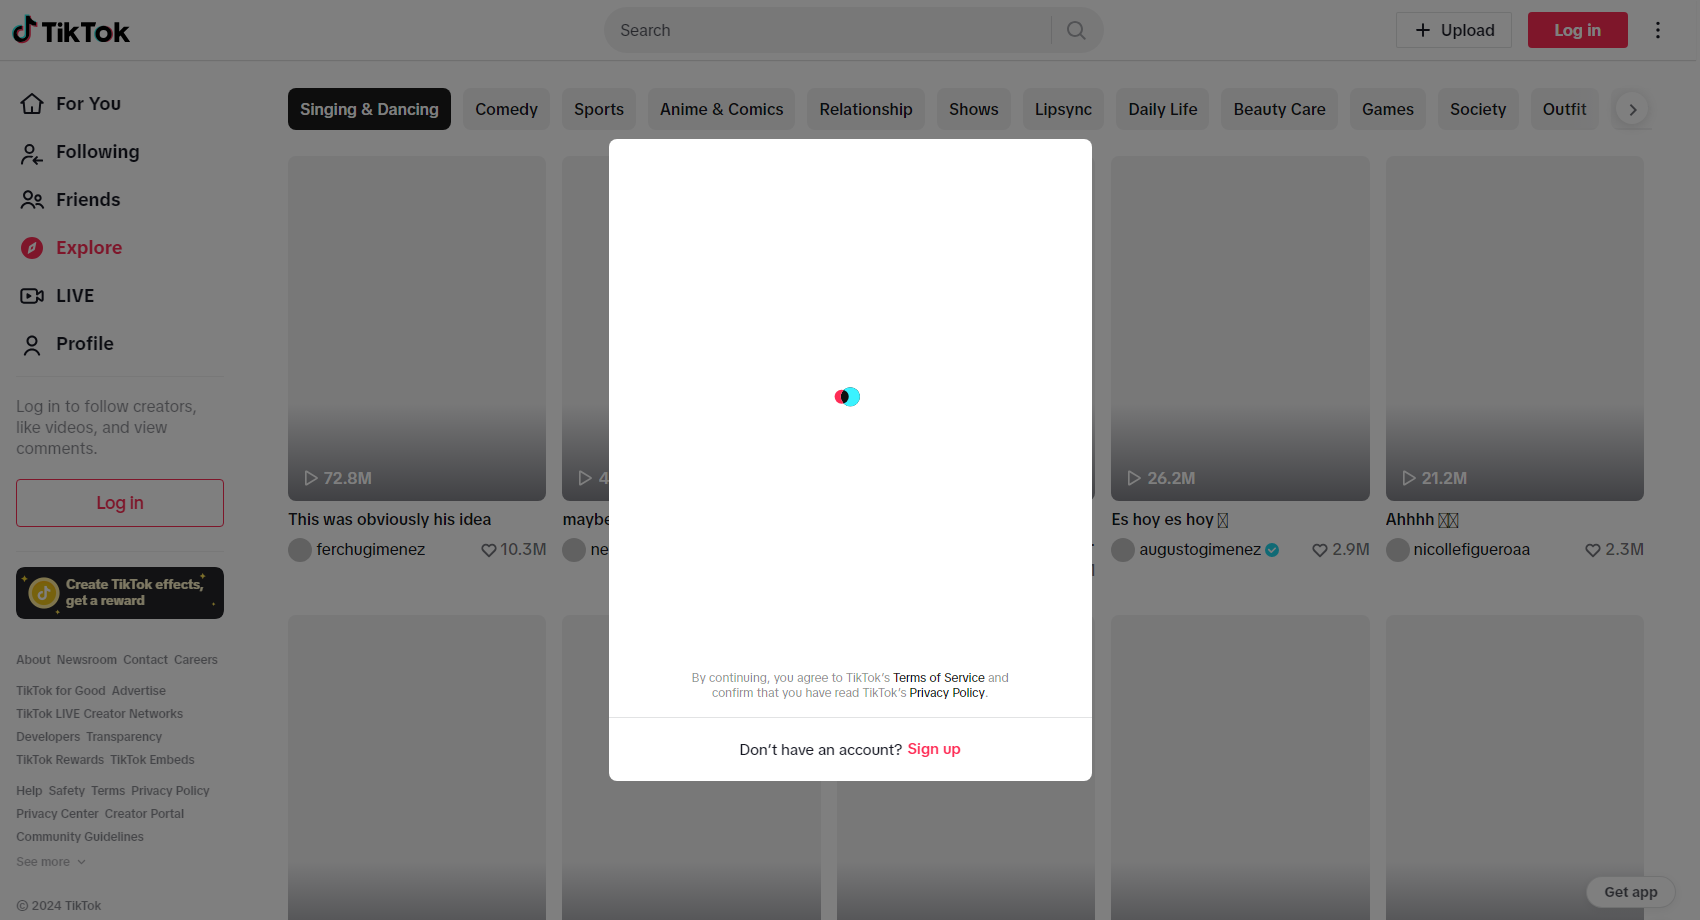 TikTok
Search
Upload
Log in
For You
Following
Friends
Explore
LIVE
Profile
Log in to follow creators,
like videos, and view
comments.
Log in
Create TikTok effects,
get a reward
About Newsroom Contact Careers
TikTok for Good Advertise
TikTok LIVE Creator Networks
Developers Transparency
TikTok Rewards TikTok Embeds
Help Safety Terms Privacy Policy
Privacy Center Creator Portal
Community Guidelines
See more
© 2024 TikTok
Singing & Dancing Comedy Sports Anime & Comics Relationship Shows Lipsync Daily Life Beauty Care Games Society Outfit
72.8M
This was obviously his idea
ferchugimenez 10.3M
4
maybe
ne
26.2M
Es hoy es hoy
augustogimenez 2.9M
21.2M
Ahhhh
nicollefigueroaa 2.3M
By continuing, you agree to TikTok's Terms of Service and
confirm that you have read TikTok's Privacy Policy.
Don't have an account? Sign up
Get app